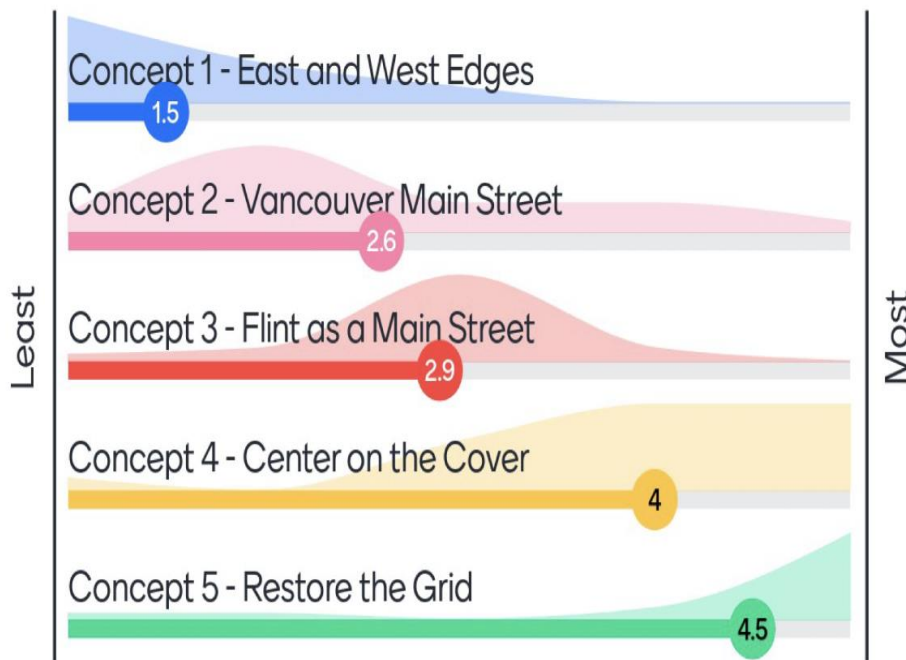 Concept 1 - East and West Edges
1.5
Concept 2 - Vancouver Main Street
2.6
Least
Concept 3 - Flint as a Main Street
2.9
Most
Concept 4 - Center on the Cover
4
Concept 5 - Restore the Grid
4.5